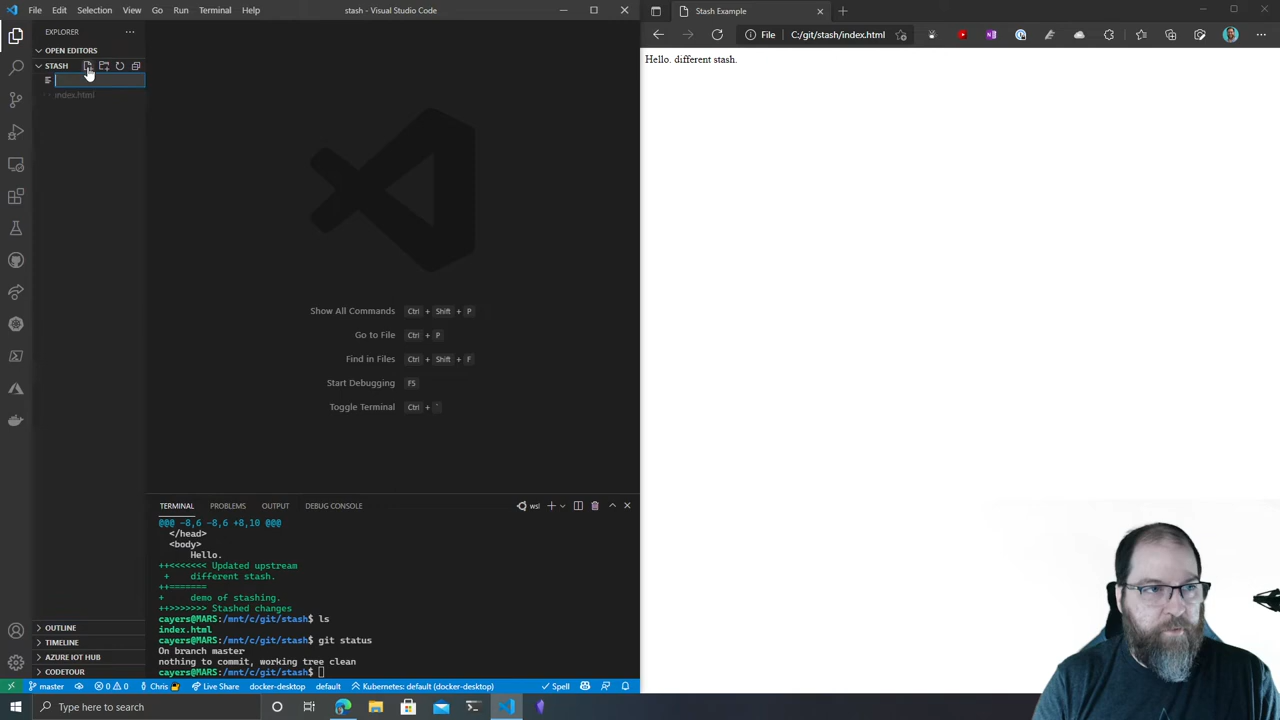 File Edit Selection View Go Run Terminal Help
stash - Visual Studio Code
EXPLORER
OPEN EDITORS
STASH
index.html
Show All Commands Ctrl + Shift + P
Go to File Ctrl + P
Find in Files Ctrl + Shift + F
Start Debugging F5
Toggle Terminal Ctrl + `
TERMINAL PROBLEMS OUTPUT DEBUG CONSOLE
wsl
@@@ -8,6 -8,6 +8,10 @@@
</head>
<body>
Hello.
++<<<<<<< Updated upstream
+ different stash.
++=======
+ demo of stashing.
++>>>>>>> Stashed changes
cayers@MARS:/mnt/c/git/stash$ ls
index.html
cayers@MARS:/mnt/c/git/stash$ git status
On branch master
nothing to commit, working tree clean
cayers@MARS:/mnt/c/git/stash$
OUTLINE
TIMELINE
AZURE IOT HUB
CODETOUR
master 0 0 Chris Live Share docker-desktop default Kubernetes: default (docker-desktop) Spell
Type here to search
Stash Example
File C:/git/stash/index.html
Hello. different stash.